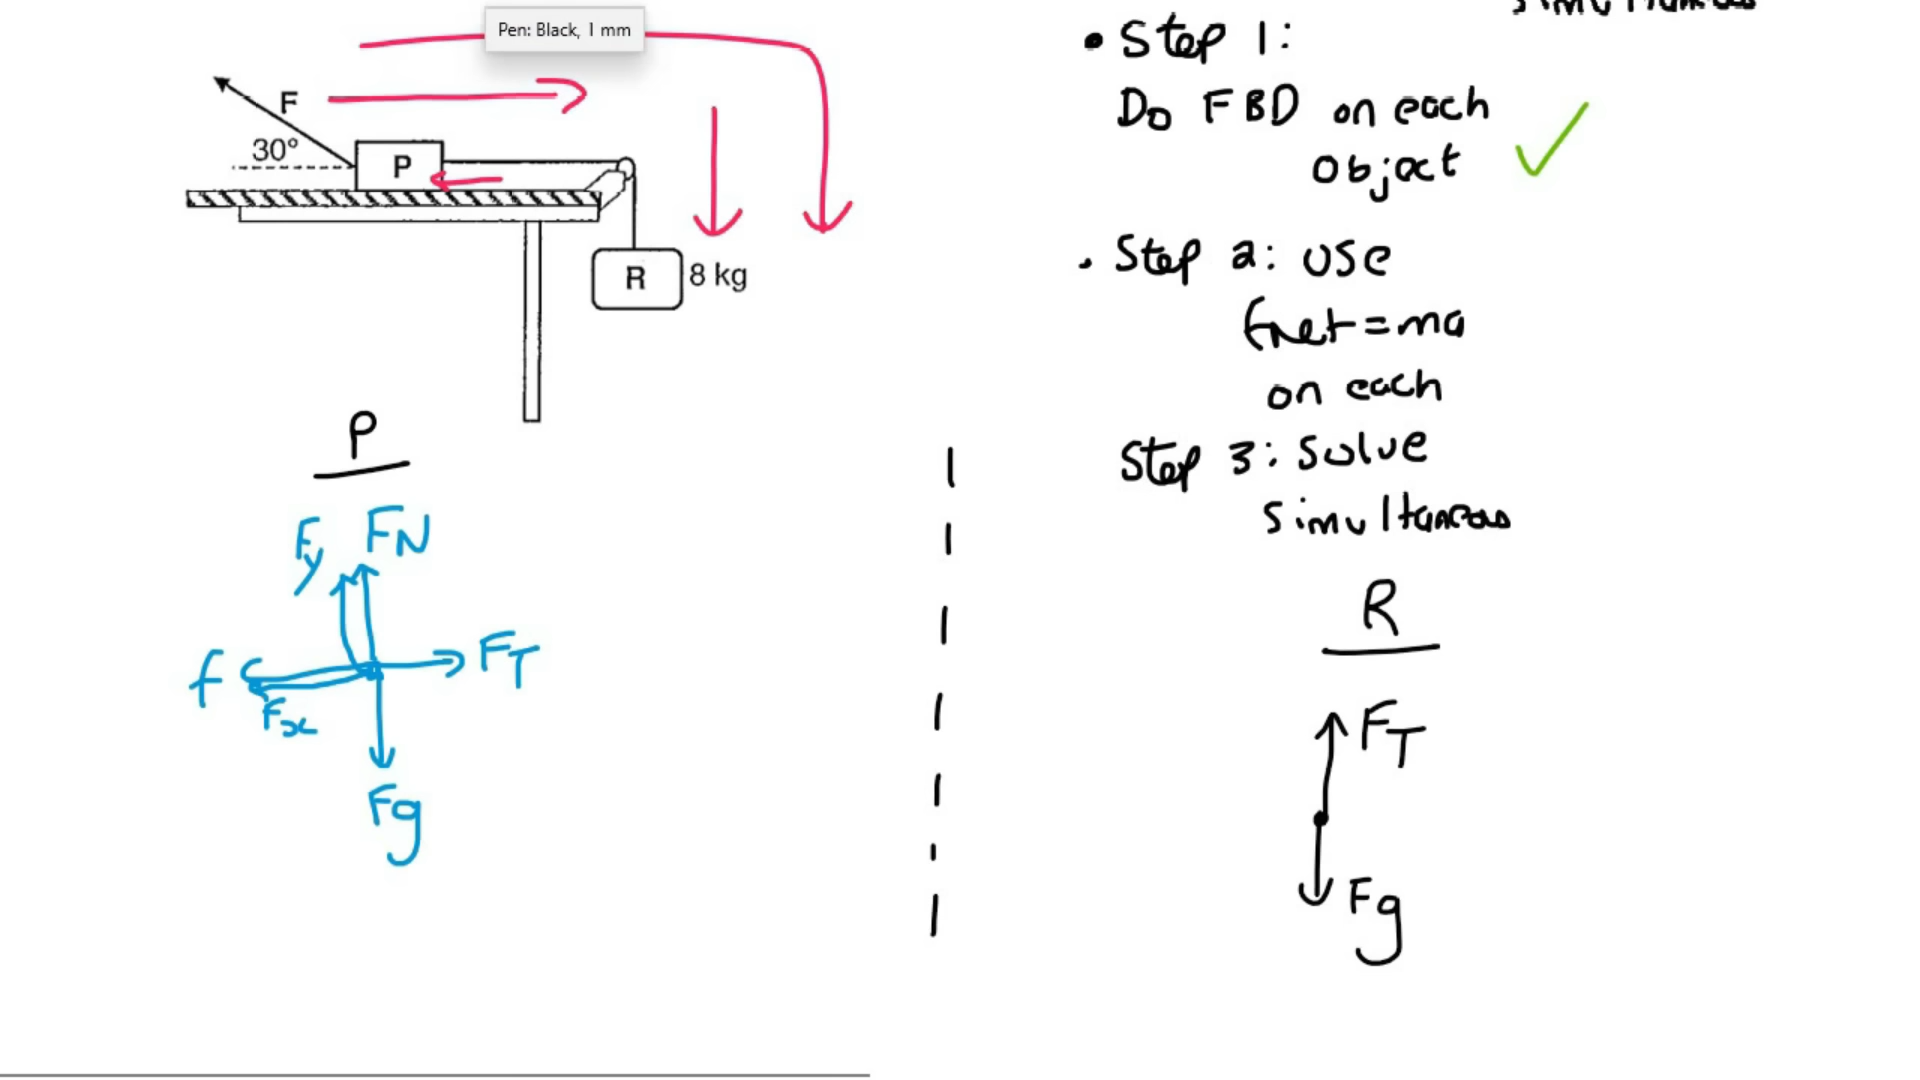 Pen: Black, 1 mm
F
30°
P
R
8 kg
• Step 1:
Do FBD on each
Object
• Step 2: use
Fnet = ma
on each
Step 3: Solve
Simultaneous
P
Fy FN
f
Fx
FT
Fg
R
FT
Fg